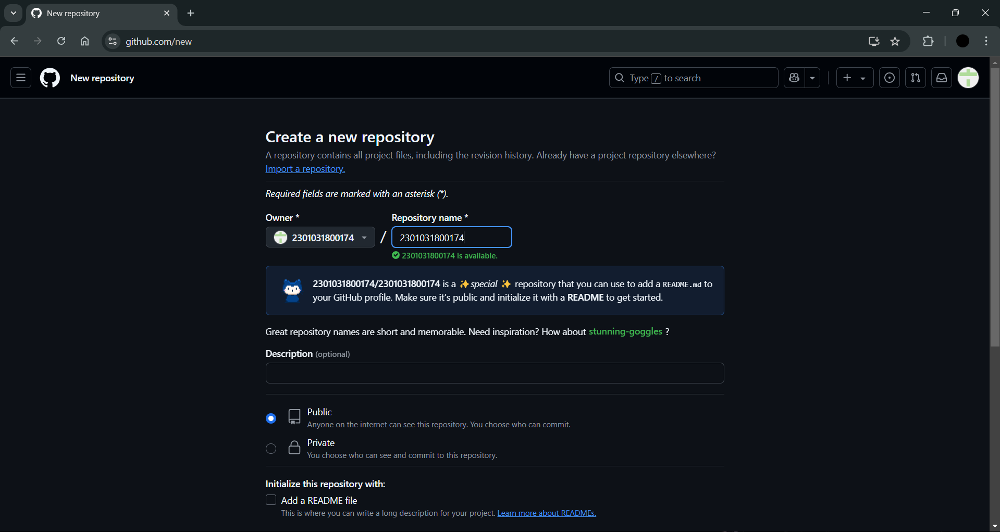 New repository
github.com/new
New repository
Type / to search
Create a new repository
A repository contains all project files, including the revision history. Already have a project repository elsewhere?
Import a repository.
Required fields are marked with an asterisk (*).
Owner * Repository name *
2301031800174 / 2301031800174
2301031800174 is available.
2301031800174/2301031800174 is a ✨ special ✨ repository that you can use to add a README.md to
your GitHub profile. Make sure it's public and initialize it with a README to get started.
Great repository names are short and memorable. Need inspiration? How about stunning-goggles ?
Description (optional)
Public
Anyone on the internet can see this repository. You choose who can commit.
Private
You choose who can see and commit to this repository.
Initialize this repository with:
Add a README file
This is where you can write a long description for your project. Learn more about READMEs.